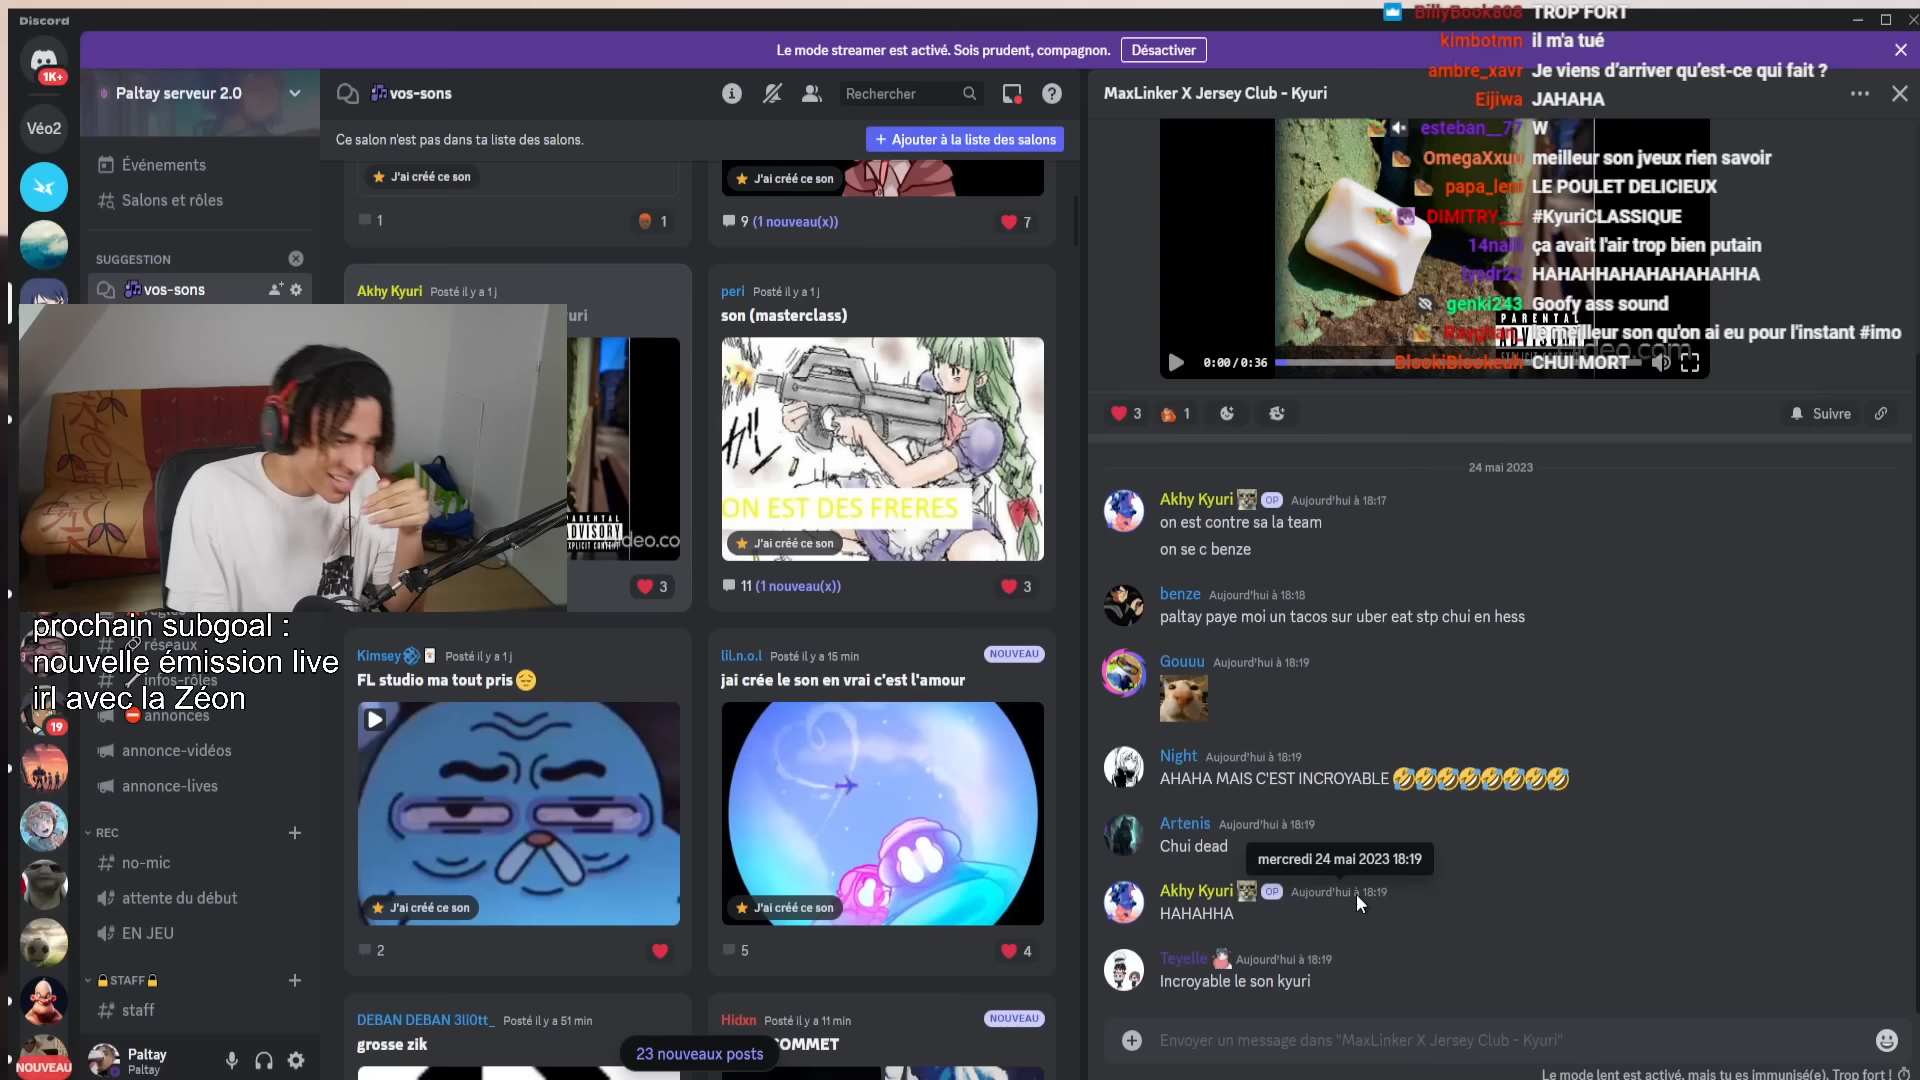 Discord
1K+
Véo2
19
NOUVEAU
Le mode streamer est activé. Sois prudent, compagnon.
Désactiver
Paltay serveur 2.0
Événements
Salons et rôles
SUGGESTION
vos-sons
réseaux
infos-rôles
annonces
annonce-vidéos
annonce-lives
REC
no-mic
attente du début
EN JEU
STAFF
staff
Paltay
Paltay
prochain subgoal :
nouvelle émission live
irl avec la Zéon
vos-sons
Rechercher
Ce salon n'est pas dans ta liste des salons.
+ Ajouter à la liste des salons
J'ai créé ce son
1
1
J'ai créé ce son
9 (1 nouveau(x))
7
Akhy Kyuri Posté il y a 1 j
uri
ADVISORY
deo.co
3
peri Posté il y a 1 j
son (masterclass)
ON EST DES FRERES
J'ai créé ce son
11 (1 nouveau(x))
3
Kimsey Posté il y a 1 j
FL studio ma tout pris
J'ai créé ce son
2
lil.n.o.l Posté il y a 15 min
NOUVEAU
jai crée le son en vrai c'est l'amour
J'ai créé ce son
5
4
DEBAN DEBAN 3li0tt_ Posté il y a 51 min
grosse zik
Hidxn Posté il y a 11 min
NOUVEAU
OMMET
23 nouveaux posts
MaxLinker X Jersey Club - Kyuri
BillyBook808 TROP FORT
kimbotmn il m'a tué
ambre_xavr Je viens d'arriver qu'est-ce qui fait ?
Eijiwa JAHAHA
esteban__77 W
OmegaXxuu meilleur son jveux rien savoir
papa_leni LE POULET DELICIEUX
DIMITRY__ #KyuriCLASSIQUE
ça avait l'air trop bien putain
HAHAHHAHAHAHAHAHHA
genki243 Goofy ass sound
meilleur son qu'on ai eu pour l'instant #imo
CHUI MORT
PARENTAL
0:00 / 0:36
3
1
Suivre
24 mai 2023
Akhy Kyuri OP Aujourd'hui à 18:17
on est contre sa la team
on se c benze
benze Aujourd'hui à 18:18
paltay paye moi un tacos sur uber eat stp chui en hess
Gouuu Aujourd'hui à 18:19
Night Aujourd'hui à 18:19
AHAHA MAIS C'EST INCROYABLE 🤣🤣🤣🤣🤣🤣🤣🤣
Artenis Aujourd'hui à 18:19
Chui dead
mercredi 24 mai 2023 18:19
Akhy Kyuri OP Aujourd'hui à 18:19
HAHAHHA
Teyelle Aujourd'hui à 18:19
Incroyable le son kyuri
Envoyer un message dans "MaxLinker X Jersey Club - Kyuri"
Le mode lent est activé, mais tu es immunisé(e). Trop fort !